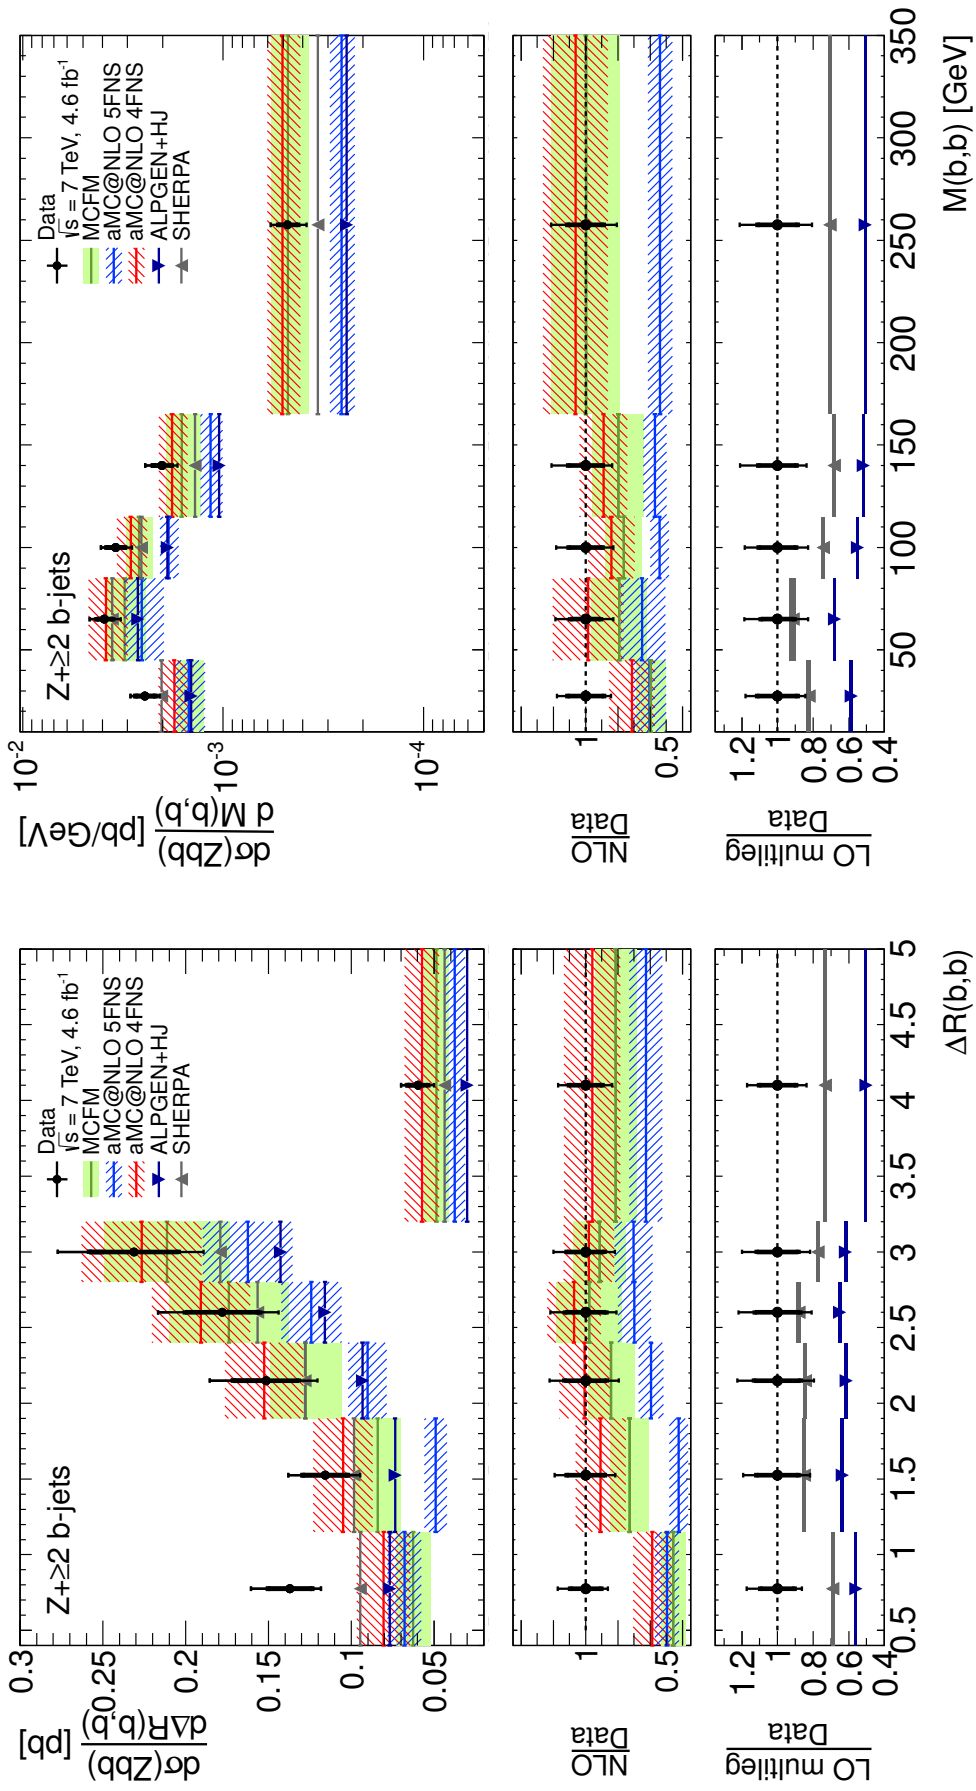 Z+≥2 b-jets
Data
√s = 7 TeV, 4.6 fb⁻¹
MCFM
aMC@NLO 5FNS
aMC@NLO 4FNS
ALPGEN+HJ
SHERPA
dσ(Zbb)
dΔR(b,b)
[pb]
0.3
0.25
0.2
0.15
0.1
0.05
NLO
Data
1
0.5
LO multileg
Data
1.2
1
0.8
0.6
0.4
0.5 1 1.5 2 2.5 3 3.5 4 4.5 5
ΔR(b,b)
Z+≥2 b-jets
Data
√s = 7 TeV, 4.6 fb⁻¹
MCFM
aMC@NLO 5FNS
aMC@NLO 4FNS
ALPGEN+HJ
SHERPA
dσ(Zbb)
d M(b,b)
[pb/GeV]
10⁻²
10⁻³
10⁻⁴
NLO
Data
1
0.5
LO multileg
Data
1.2
1
0.8
0.6
0.4
50 100 150 200 250 300 350
M(b,b) [GeV]